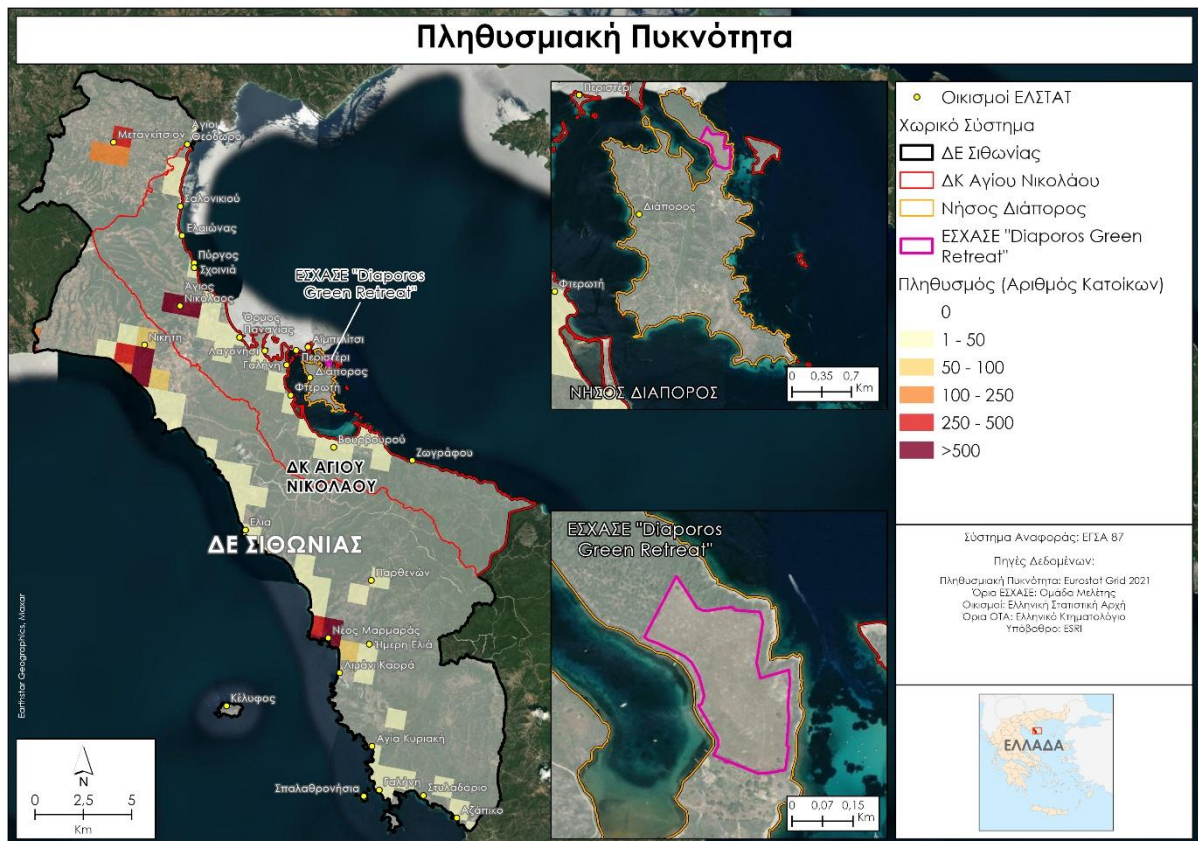 Πληθυσμιακή Πυκνότητα
Μεταγκίτσιον
Άγιοι
Θεόδωροι
Σαλονικιού
Ελαιώνας
Πύργος
Σχοινιά
Άγιος
Νικόλαος
Νικήτη
Όρμος
Παναγίας
Λαγονήσι
Γαλήνη
ΕΣΧΑΣΕ "Diaporos
Green Retreat"
Αϊμπελίτσι
Περιστέρι
Διάπορος
Φτερωτή
Βουρβουρού
Ζωγράφου
ΔΚ ΑΓΙΟΥ
ΝΙΚΟΛΑΟΥ
Ελιά
ΔΕ ΣΙΘΩΝΙΑΣ
Παρθενών
Νέος Μαρμαράς
Ήμερη Ελιά
Λιμάνι Καρρά
Κέλυφος
Αγία Κυριακή
Γαλήνη
Στυλαδάριο
Σπαλαθρονήσια
Αζάπικο
Earthstar Geographics, Maxar
N
0 2,5 5
Km
Περιστέρι
Διάπορος
Φτερωτή
ΝΗΣΟΣ ΔΙΑΠΟΡΟΣ
0 0,35 0,7
Km
ΕΣΧΑΣΕ "Diaporos
Green Retreat"
0 0,07 0,15
Km
Οικισμοί ΕΛΣΤΑΤ
Χωρικό Σύστημα
ΔΕ Σιθωνίας
ΔΚ Αγίου Νικολάου
Νήσος Διάπορος
ΕΣΧΑΣΕ "Diaporos Green
Retreat"
Πληθυσμός (Αριθμός Κατοίκων)
0
1 - 50
50 - 100
100 - 250
250 - 500
>500
Σύστημα Αναφοράς: ΕΓΣΑ 87
Πηγές Δεδομένων:
Πληθυσμιακή Πυκνότητα: Eurostat Grid 2021
Όρια ΕΣΧΑΣΕ: Ομάδα Μελέτης
Οικισμοί: Ελληνική Στατιστική Αρχή
Όρια ΟΤΑ: Ελληνικό Κτηματολόγιο
Υπόβαθρο: ESRI
ΕΛΛΑΔΑ